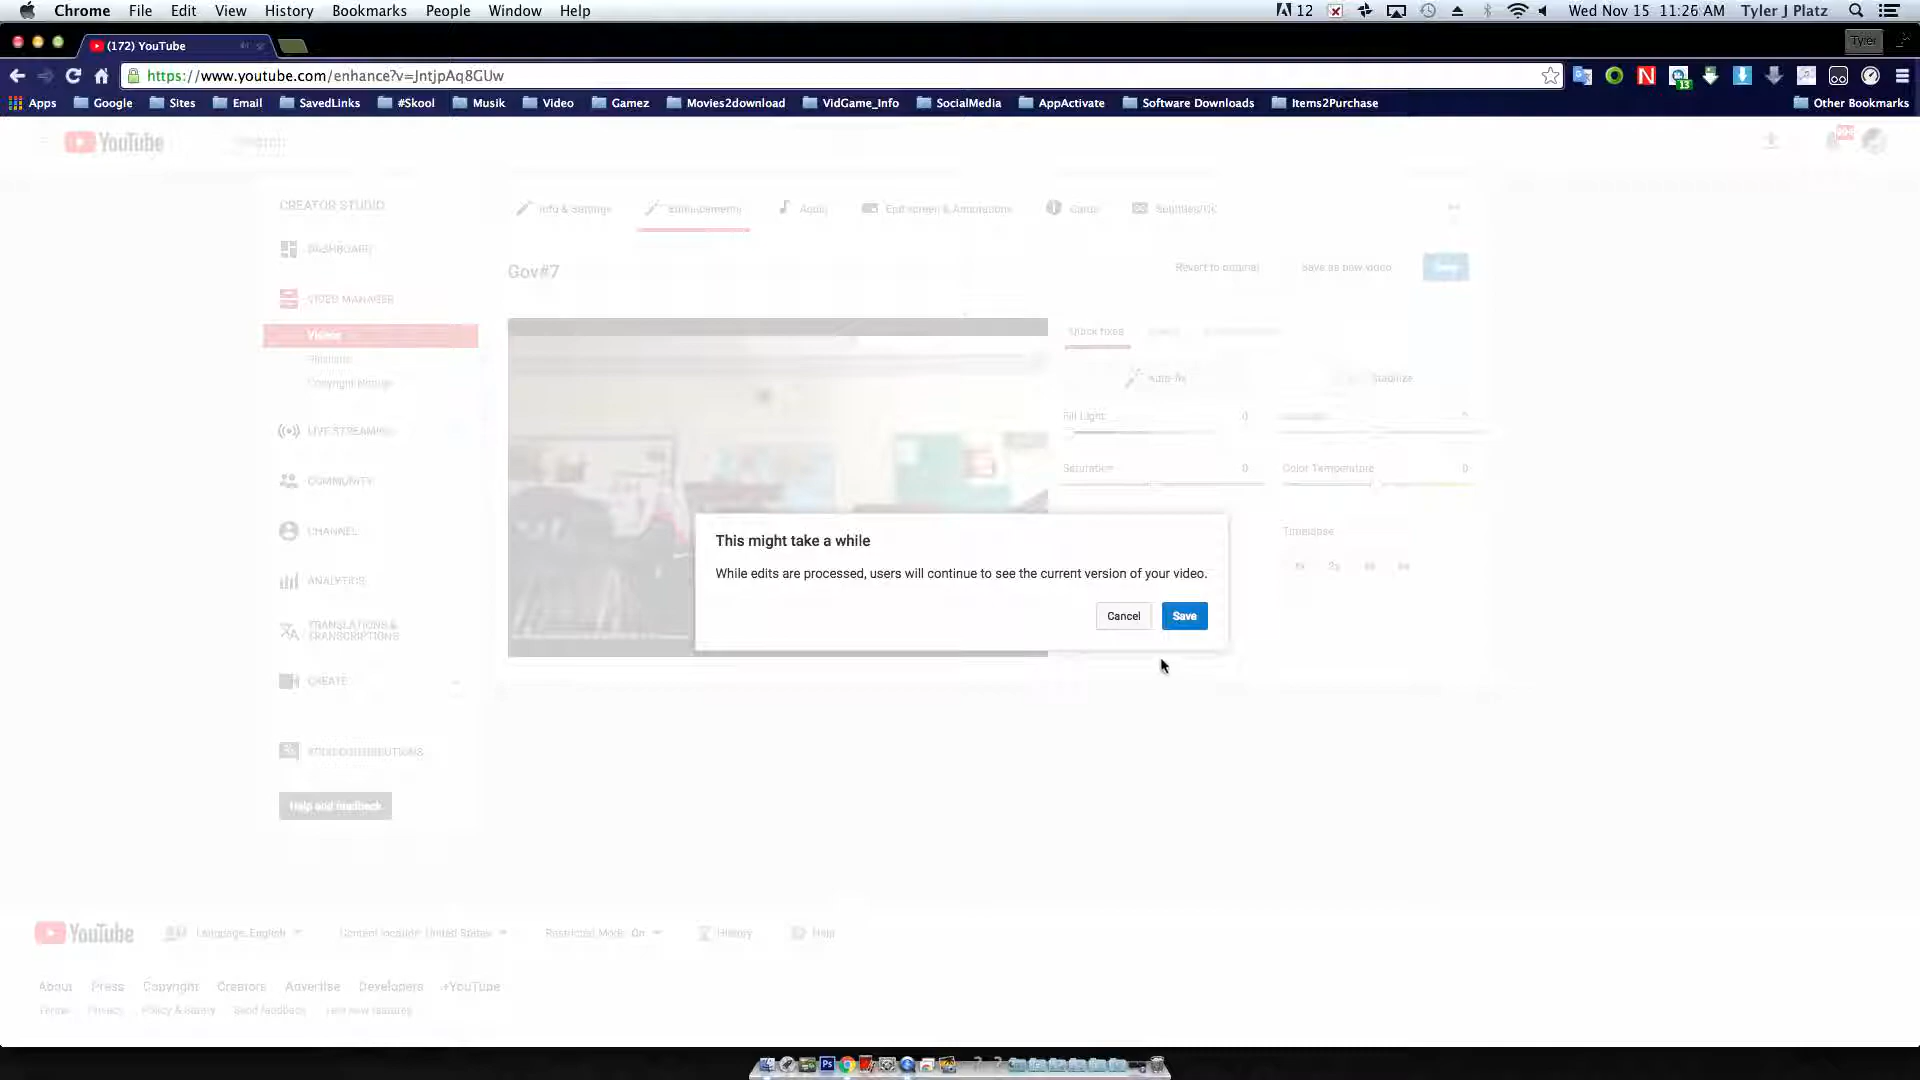 Chrome File Edit View History Bookmarks People Window Help 12 Wed Nov 15 11:26 AM Tyler J Platz
(172) YouTube Tyler
https://www.youtube.com/enhance?v=JntjpAq8GUw
13
Apps Google Sites Email SavedLinks #Skool Musik Video Gamez Movies2download VidGame_Info SocialMedia AppActivate Software Downloads Items2Purchase Other Bookmarks
YouTube
CREATOR STUDIO
Info & Settings Enhancements Audio End screen & Annotations Cards Subtitles/CC
DASHBOARD
Gov#7 Revert to original Save as new video Save
VIDEO MANAGER
Videos Quick fixes
Playlists
Copyright Notices
Auto-fix Stabilize
Fill Light 0
LIVE STREAMING
Saturation 0 Color Temperature 0
COMMUNITY
CHANNEL
Timelapse
This might take a while
While edits are processed, users will continue to see the current version of your video.
Cancel Save
ANALYTICS
TRANSLATIONS &
TRANSCRIPTIONS
CREATE
Help and feedback
YouTube Language: English Content location: United States Restricted Mode: On History Help
About Press Copyright Creators Advertise Developers +YouTube
Terms Privacy Policy & Safety Send feedback Test new features
Ps